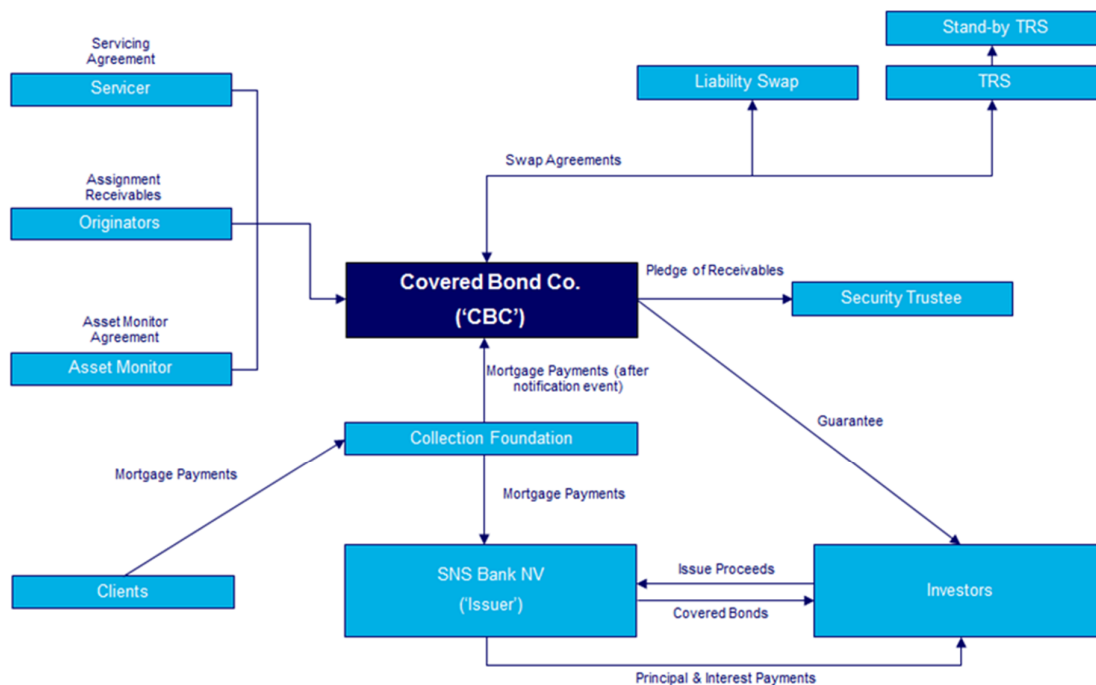 Servicing
Agreement
Servicer
Stand-by TRS
Liability Swap
TRS
Swap Agreements
Assignment
Receivables
Originators
Covered Bond Co.
(‘CBC’)
Pledge of Receivables
Security Trustee
Asset Monitor
Agreement
Asset Monitor
Mortgage Payments (after
notification event)
Collection Foundation
Guarantee
Mortgage Payments
Mortgage Payments
Clients
SNS Bank NV
(‘Issuer’)
Issue Proceeds
Covered Bonds
Investors
Principal & Interest Payments